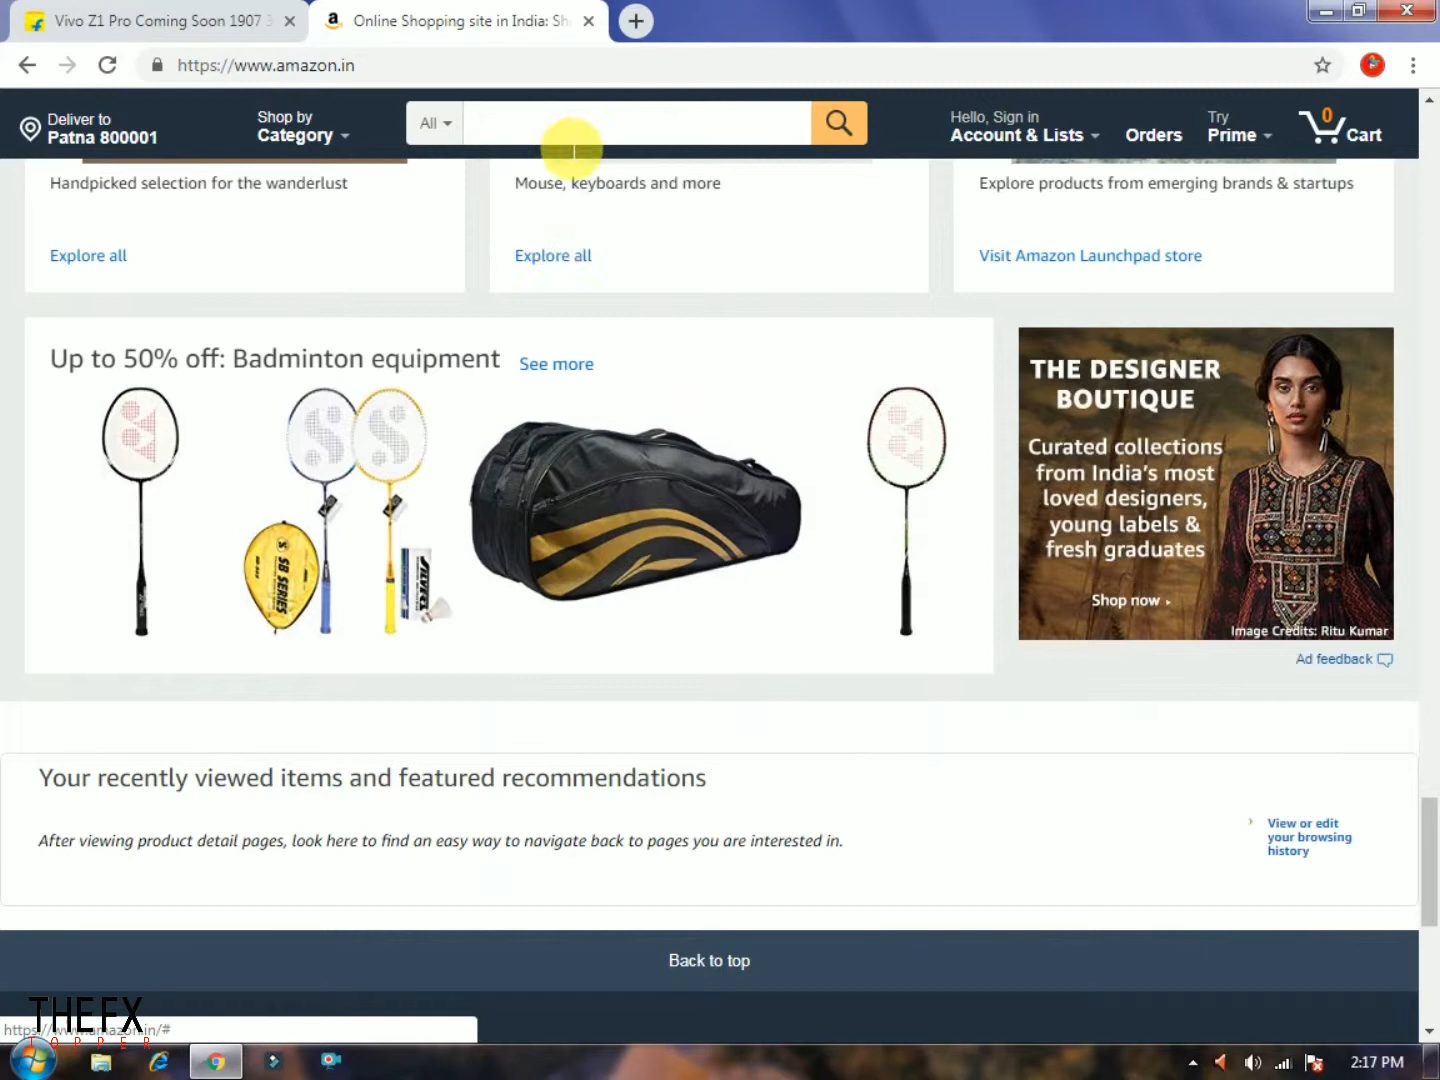 Vivo Z1 Pro Coming Soon 1907 3
Online Shopping site in India: Sh
https://www.amazon.in
Deliver to
Patna 800001
Shop by
Category
All
Hello, Sign in
Account & Lists
Orders
Try
Prime
0
Cart
Handpicked selection for the wanderlust
Mouse, keyboards and more
Explore products from emerging brands & startups
Explore all
Explore all
Visit Amazon Launchpad store
Up to 50% off: Badminton equipment
See more
SB SERIES
THE DESIGNER
BOUTIQUE
Curated collections
from India's most
loved designers,
young labels &
fresh graduates
Shop now
Image Credits: Ritu Kumar
Ad feedback
Your recently viewed items and featured recommendations
After viewing product detail pages, look here to find an easy way to navigate back to pages you are interested in.
View or edit
your browsing
history
Back to top
THEFX
TOPPER
https://www.amazon.in/#
2:17 PM